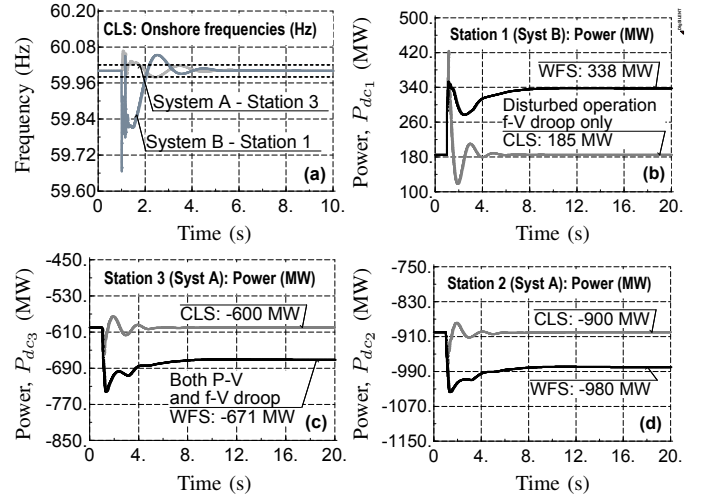 CLS: Onshore frequencies (Hz)
Frequency (Hz)
60.20
60.08
59.96
59.84
59.72
59.60
System A - Station 3
System B - Station 1
(a)
0 2. 4. 6. 8. 10.
Time (s)
Station 1 (Syst B): Power (MW)
Power, Pdc1 (MW)
500.
420.
340.
260.
180.
100.
WFS: 338 MW
Disturbed operation
f-V droop only
CLS: 185 MW
(b)
0 4. 8. 12. 16. 20.
Time (s)
Station 3 (Syst A): Power (MW)
Power, Pdc3 (MW)
-450.
-530.
-610.
-690.
-770.
-850.
CLS: -600 MW
Both P-V
and f-V droop
WFS: -671 MW
(c)
0 4. 8. 12. 16. 20.
Time (s)
Station 2 (Syst A): Power (MW)
Power, Pdc2 (MW)
-750.
-830.
-910.
-990.
-1070.
-1150.
CLS: -900 MW
WFS: -980 MW
(d)
0 4. 8. 12. 16. 20.
Time (s)